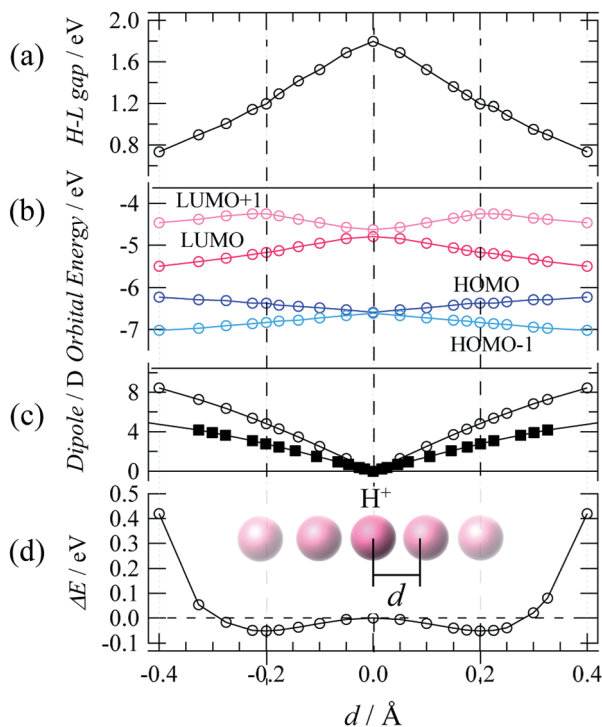 (a)
H-L gap / eV
2.0
1.6
1.2
0.8
(b)
Orbital Energy / eV
-4
-5
-6
-7
LUMO+1
LUMO
HOMO
HOMO-1
(c)
Dipole / D
8
4
0
(d)
ΔE / eV
0.5
0.4
0.3
0.2
0.1
0.0
-0.1
H+
d
-0.4
-0.2
0.0
0.2
0.4
d / Å